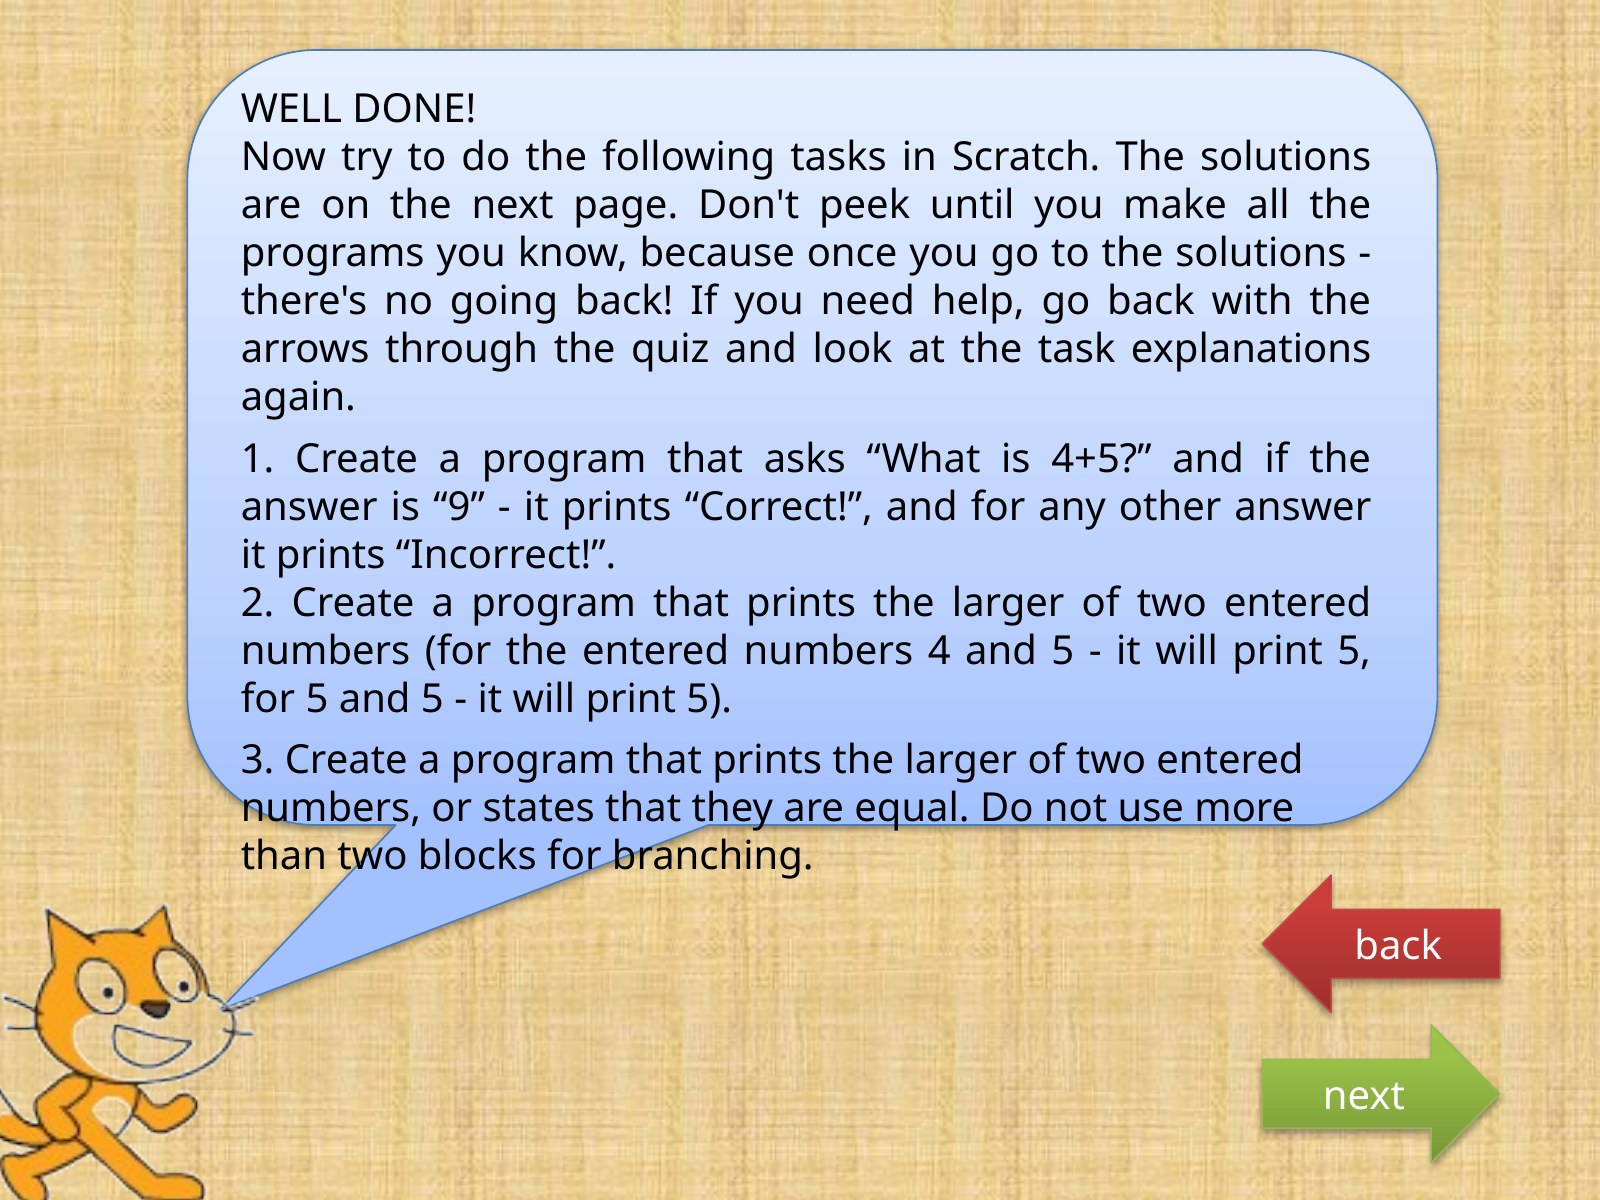 WELL DONE!
Now try to do the following tasks in Scratch. The solutions
are on the next page. Don't peek until you make all the
programs you know, because once you go to the solutions -
there's no going back! If you need help, go back with the
arrows through the quiz and look at the task explanations
again.
1. Create a program that asks “What is 4+5?” and if the
answer is “9” - it prints “Correct!”, and for any other answer
it prints “Incorrect!”.
2. Create a program that prints the larger of two entered
numbers (for the entered numbers 4 and 5 - it will print 5,
for 5 and 5 - it will print 5).
3. Create a program that prints the larger of two entered
numbers, or states that they are equal. Do not use more
than two blocks for branching.
back
next